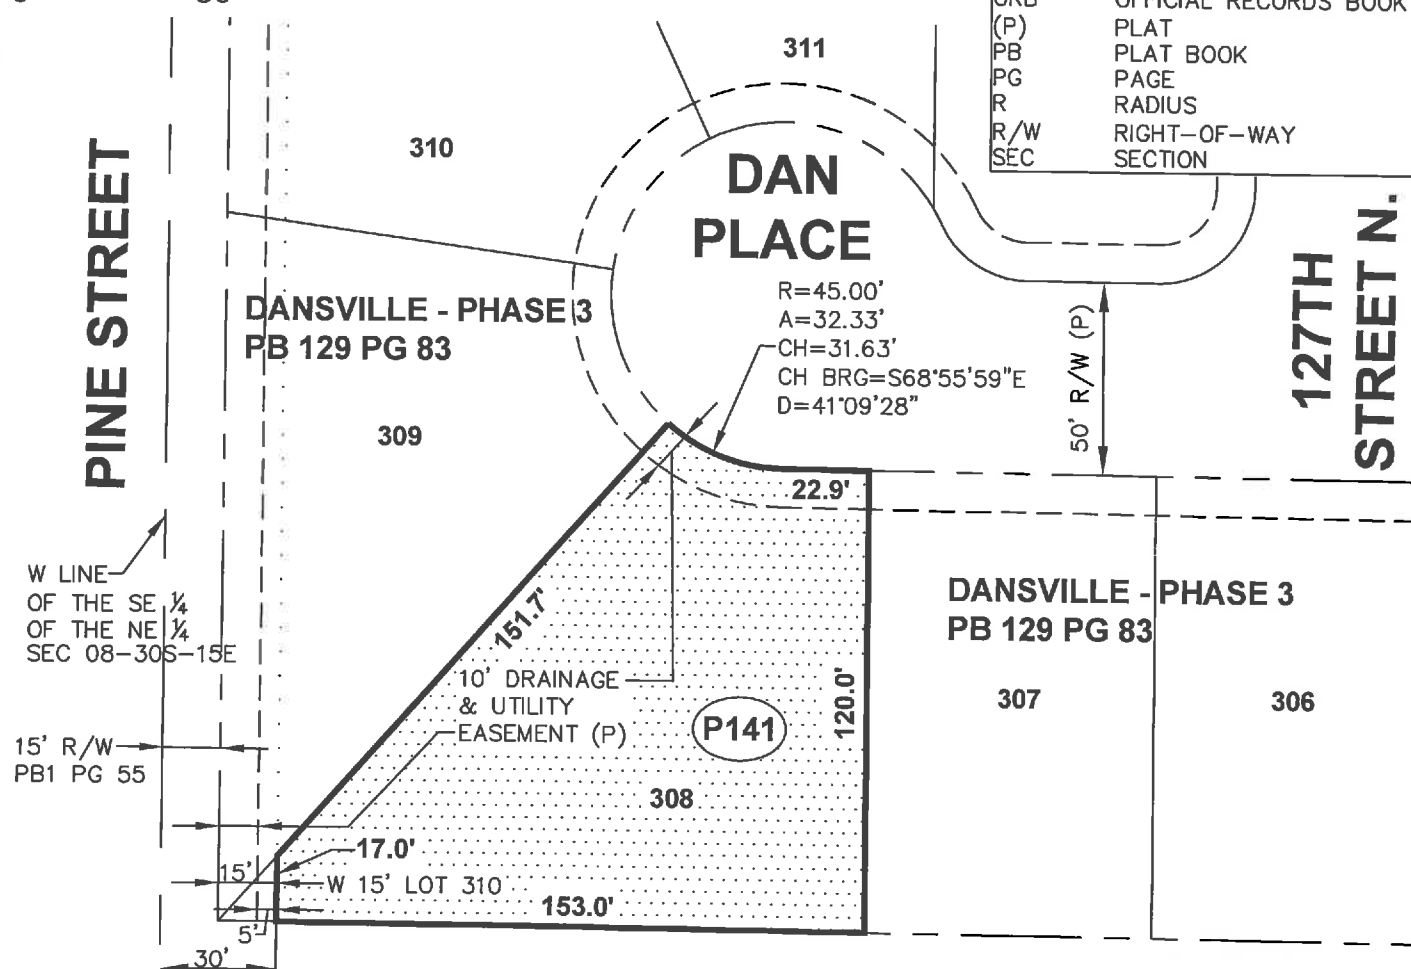 OFFICIAL RECORDS BOOK
(P) PLAT
PB PLAT BOOK
PG PAGE
R RADIUS
R/W RIGHT-OF-WAY
SEC SECTION
311
310
DAN
PLACE
PINE STREET
127TH
STREET N.
DANSVILLE - PHASE 3
PB 129 PG 83
R=45.00'
A=32.33'
CH=31.63'
CH BRG=S68°55'59"E
D=41°09'28"
50' R/W (P)
309
22.9'
W LINE
OF THE SE ¼
OF THE NE ¼
SEC 08-30S-15E
151.7'
DANSVILLE - PHASE 3
PB 129 PG 83
10' DRAINAGE
& UTILITY
EASEMENT (P)
P141
120.0'
307
306
15' R/W
PB1 PG 55
308
17.0'
15'
W 15' LOT 310
153.0'
5'
30'